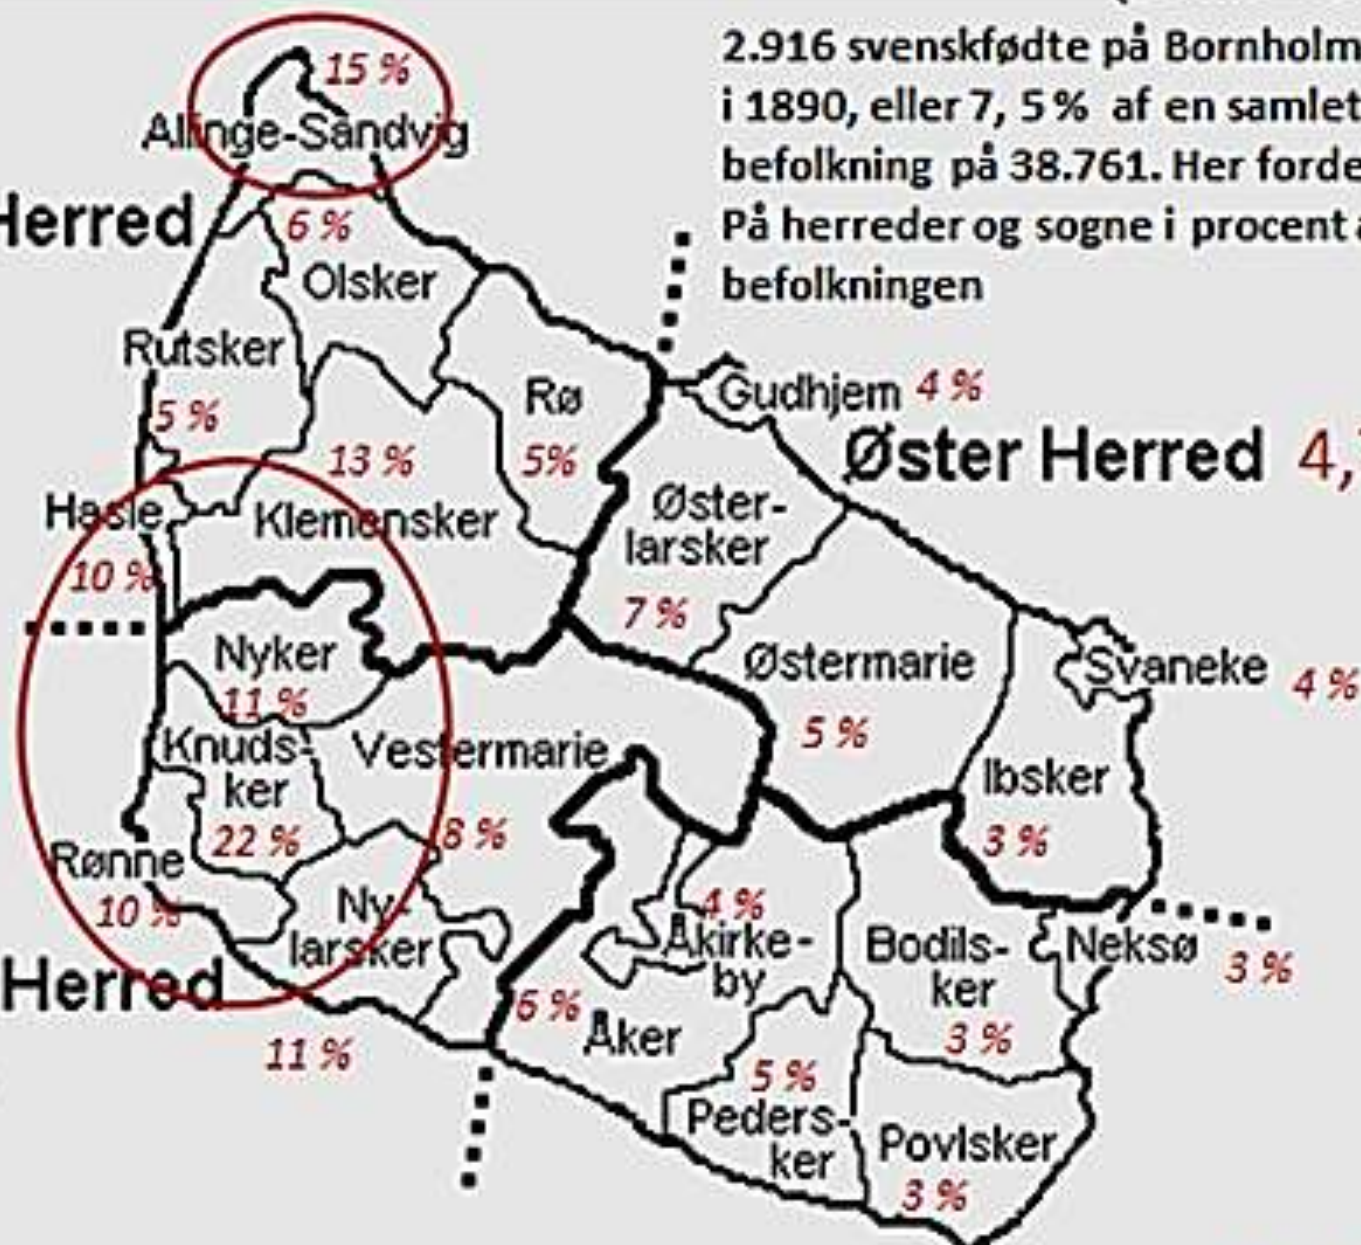 2.916 svenskfødte på Bornholm
i 1890, eller 7, 5 % af en samlet
befolkning på 38.761. Her forde
På herreder og sogne i procent a
befolkningen
15 %
Allinge-Sandvig
Herred
6 %
Olsker
Rutsker
5 %
Rø
5%
Gudhjem 4 %
Øster Herred 4,
13 %
Klemensker
Hasle
10 %
Øster-
larsker
7 %
Nyker
11 %
Østermarie
5 %
Svaneke 4 %
Knuds-
ker
22 %
Vestermarie
8 %
Ibsker
3 %
Rønne
10 %
Ny-
larsker
11 %
Herred
4 %
Åkirke-
by
Bodils-
ker
3 %
Neksø
3 %
6 %
Åker
5 %
Peders-
ker
Povlsker
3 %